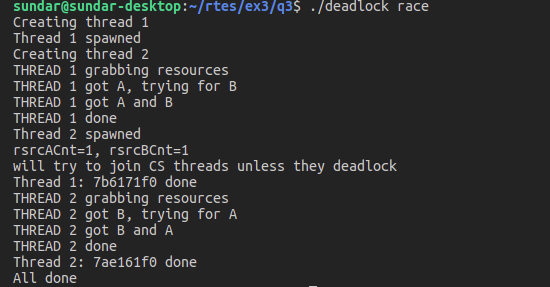 sundar@sundar-desktop:~/rtes/ex3/q3$ ./deadlock race
Creating thread 1
Thread 1 spawned
Creating thread 2
THREAD 1 grabbing resources
THREAD 1 got A, trying for B
THREAD 1 got A and B
THREAD 1 done
Thread 2 spawned
rsrcACnt=1, rsrcBCnt=1
will try to join CS threads unless they deadlock
Thread 1: 7b6171f0 done
THREAD 2 grabbing resources
THREAD 2 got B, trying for A
THREAD 2 got B and A
THREAD 2 done
Thread 2: 7ae161f0 done
All done